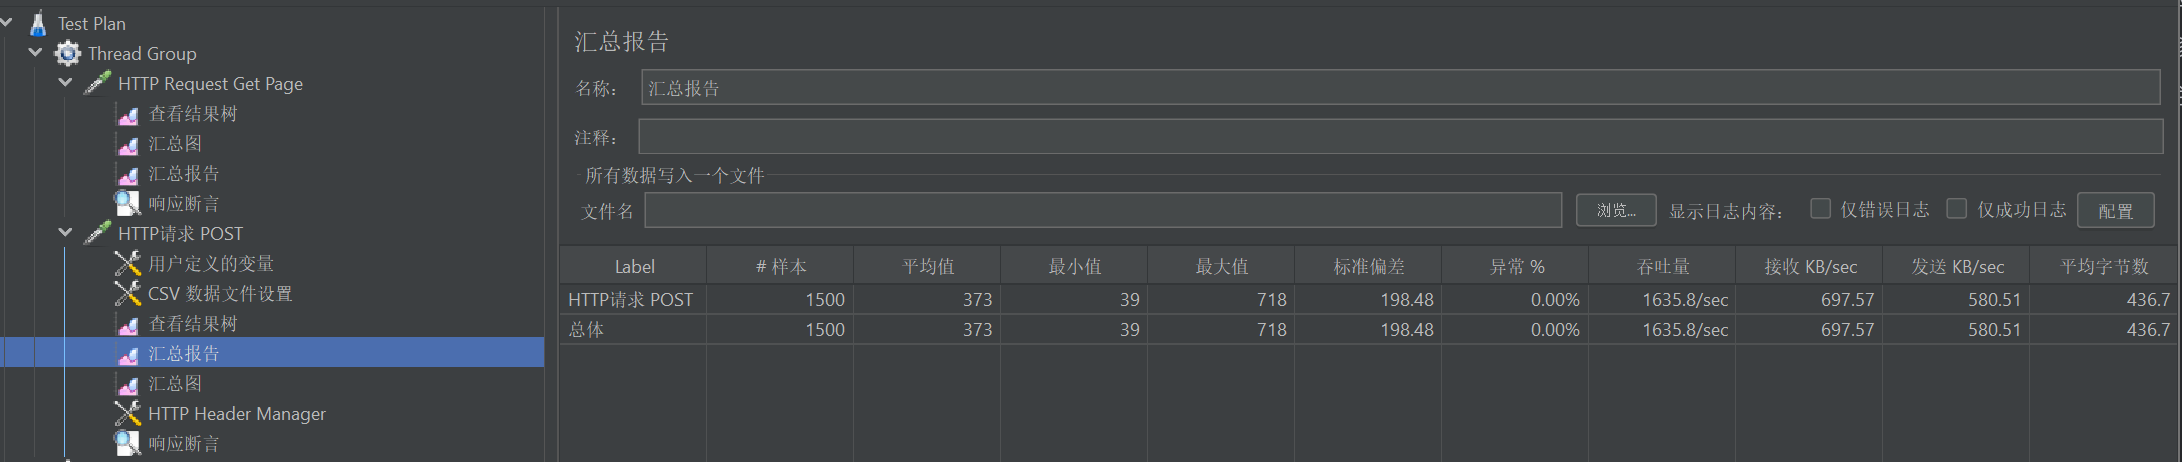 Test Plan
Thread Group
HTTP Request Get Page
查看结果树
汇总图
汇总报告
响应断言
HTTP请求 POST
用户定义的变量
CSV 数据文件设置
查看结果树
汇总报告
汇总图
HTTP Header Manager
响应断言
汇总报告
名称： 汇总报告
注释：
所有数据写入一个文件
文件名 浏览... 显示日志内容： 仅错误日志 仅成功日志 配置
Label # 样本 平均值 最小值 最大值 标准偏差 异常 % 吞吐量 接收 KB/sec 发送 KB/sec 平均字节数
HTTP请求 POST 1500 373 39 718 198.48 0.00% 1635.8/sec 697.57 580.51 436.7
总体 1500 373 39 718 198.48 0.00% 1635.8/sec 697.57 580.51 436.7